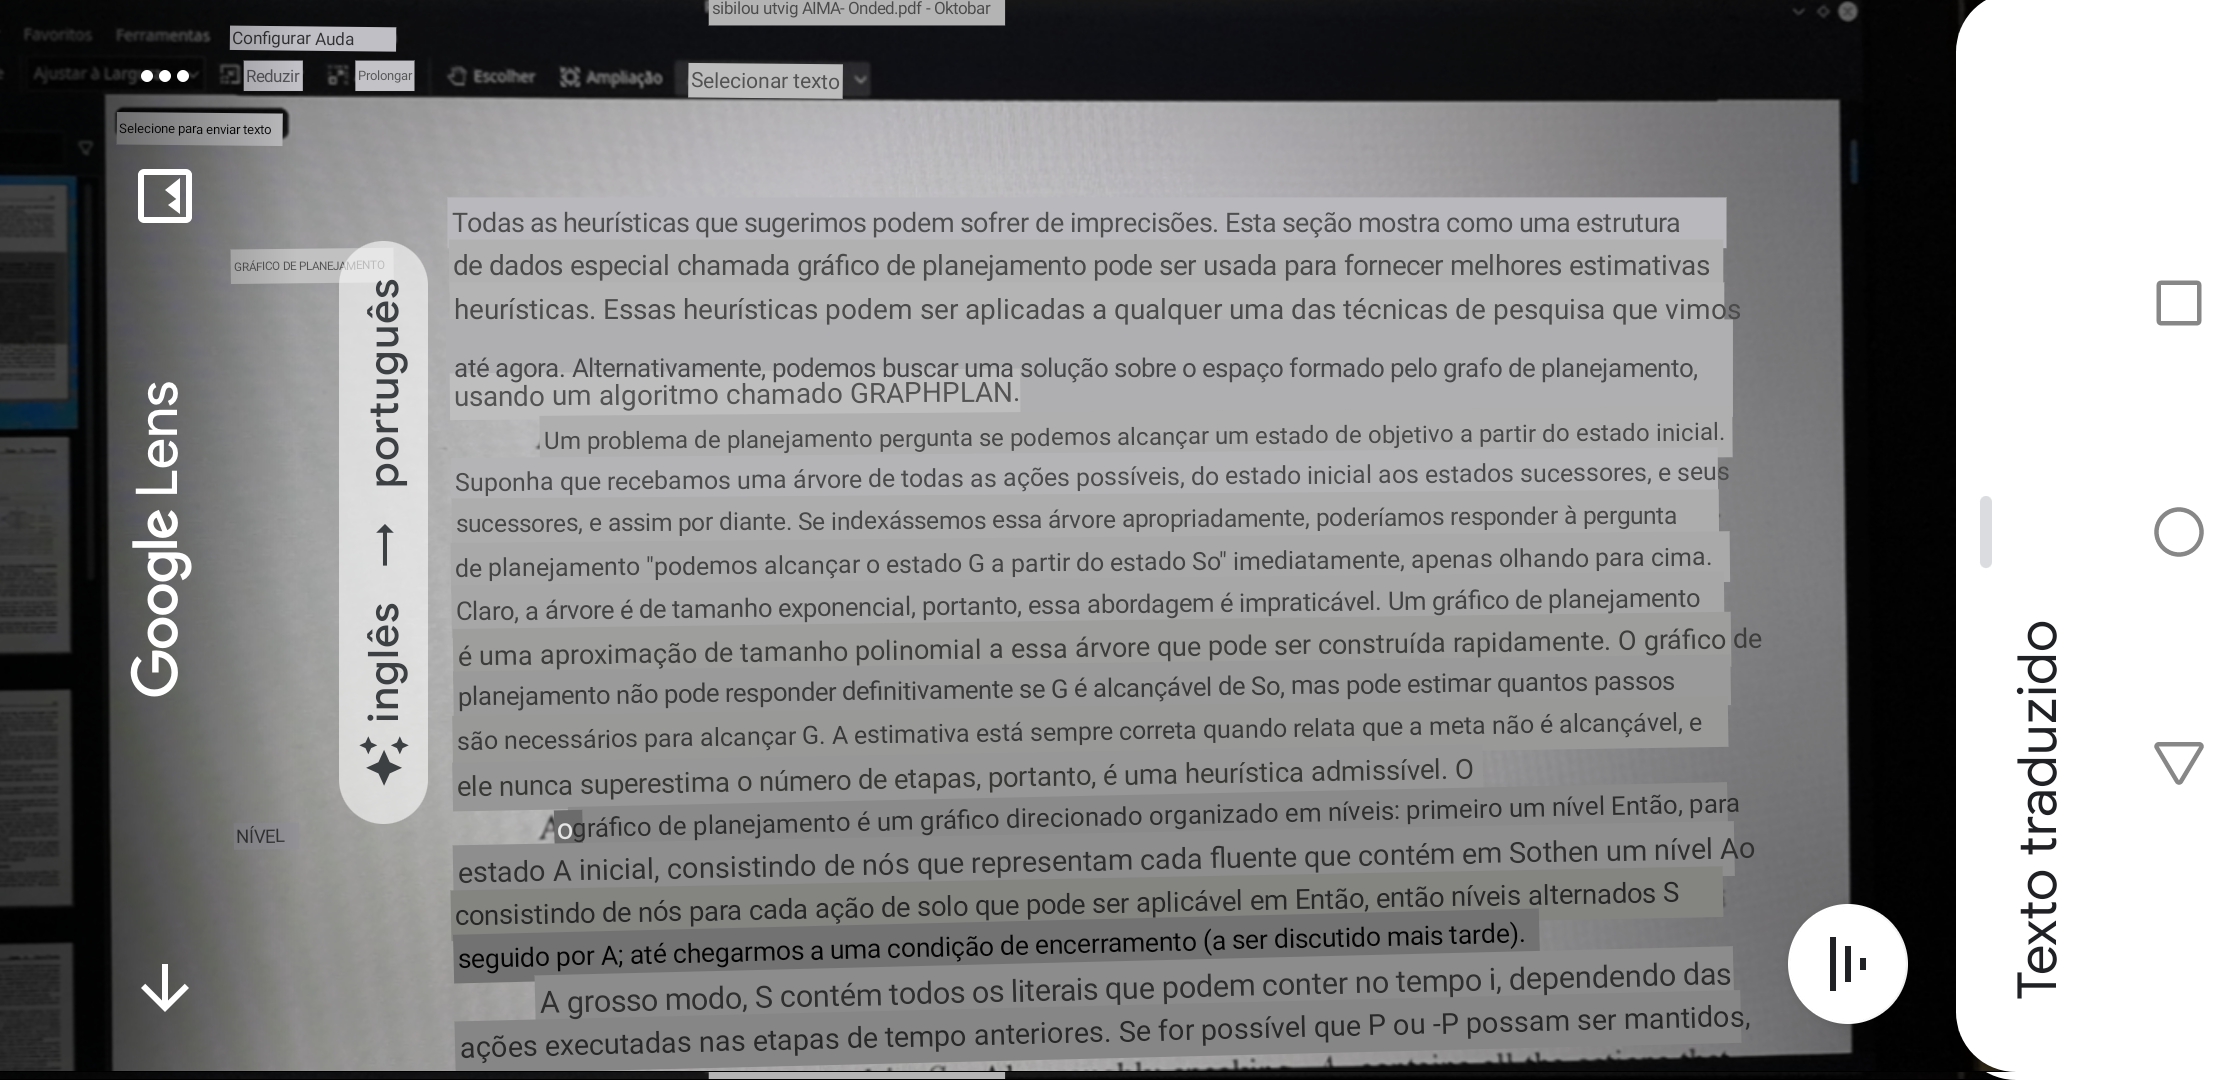 sibilou utvig AIMA- Onded.pdf - Oktobar
Favoritos Ferramentas Configurar Auda
Ajustar à Reduzir Prolongar Escolher Ampliação Selecionar texto
Selecione para enviar texto
GRÁFICO DE PLANEJAMENTO
Todas as heurísticas que sugerimos podem sofrer de imprecisões. Esta seção mostra como uma estrutura
de dados especial chamada gráfico de planejamento pode ser usada para fornecer melhores estimativas
heurísticas. Essas heurísticas podem ser aplicadas a qualquer uma das técnicas de pesquisa que vimos
até agora. Alternativamente, podemos buscar uma solução sobre o espaço formado pelo grafo de planejamento,
usando um algoritmo chamado GRAPHPLAN.
Um problema de planejamento pergunta se podemos alcançar um estado de objetivo a partir do estado inicial.
Suponha que recebamos uma árvore de todas as ações possíveis, do estado inicial aos estados sucessores, e seus
sucessores, e assim por diante. Se indexássemos essa árvore apropriadamente, poderíamos responder à pergunta
de planejamento "podemos alcançar o estado G a partir do estado So" imediatamente, apenas olhando para cima.
Claro, a árvore é de tamanho exponencial, portanto, essa abordagem é impraticável. Um gráfico de planejamento
é uma aproximação de tamanho polinomial a essa árvore que pode ser construída rapidamente. O gráfico de
planejamento não pode responder definitivamente se G é alcançável de So, mas pode estimar quantos passos
são necessários para alcançar G. A estimativa está sempre correta quando relata que a meta não é alcançável, e
ele nunca superestima o número de etapas, portanto, é uma heurística admissível. O
NÍVEL
A o gráfico de planejamento é um gráfico direcionado organizado em níveis: primeiro um nível Então, para
estado A inicial, consistindo de nós que representam cada fluente que contém em Sothen um nível Ao
consistindo de nós para cada ação de solo que pode ser aplicável em Então, então níveis alternados S
seguido por A; até chegarmos a uma condição de encerramento (a ser discutido mais tarde).
A grosso modo, S contém todos os literais que podem conter no tempo i, dependendo das
ações executadas nas etapas de tempo anteriores. Se for possível que P ou -P possam ser mantidos,
Google Lens
inglês → português
Texto traduzido